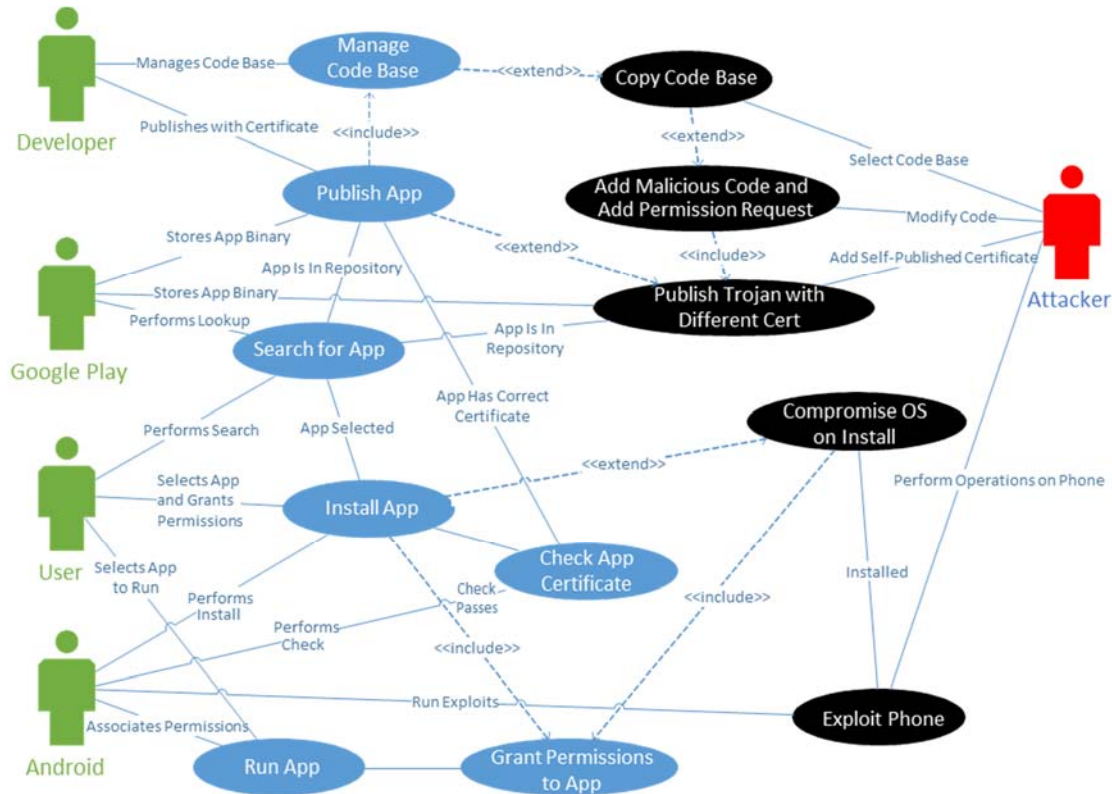 Manage
Code Base
Manages Code Base
<<extend>>
Copy Code Base
Developer
Publishes with Certificate
<<include>>
<<extend>>
Select Code Base
Publish App
Add Malicious Code and
Add Permission Request
Modify Code
Stores App Binary
<<extend>>
<<include>>
Add Self-Published Certificate
App Is In
Repository
Stores App Binary
Publish Trojan with
Different Cert
Attacker
Performs Lookup
Search for App
App Is In
Repository
Google Play
App Has Correct
Certificate
Compromise OS
on Install
Performs Search
App Selected
<<extend>>
Selects App
and Grants
Permissions
Install App
Perform Operations on Phone
User
Selects App
to Run
Check App
Certificate
Installed
Performs
Install
Check
Passes
<<include>>
Performs
Check
<<include>>
Run Exploits
Exploit Phone
Associates Permissions
Android
Run App
Grant Permissions
to App